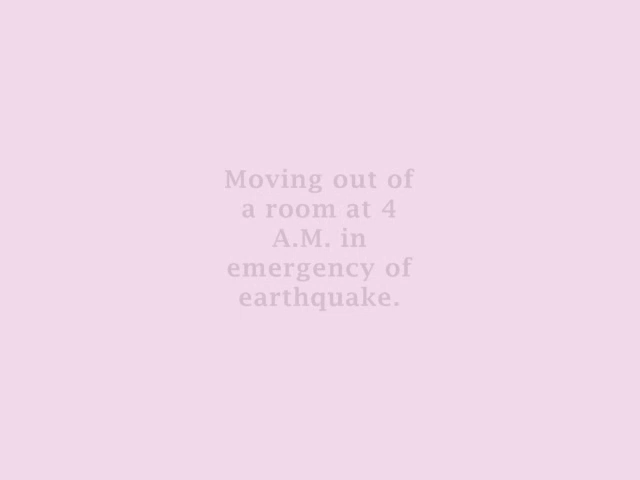 Moving out of
a room at 4
A.M. in
emergency of
earthquake.